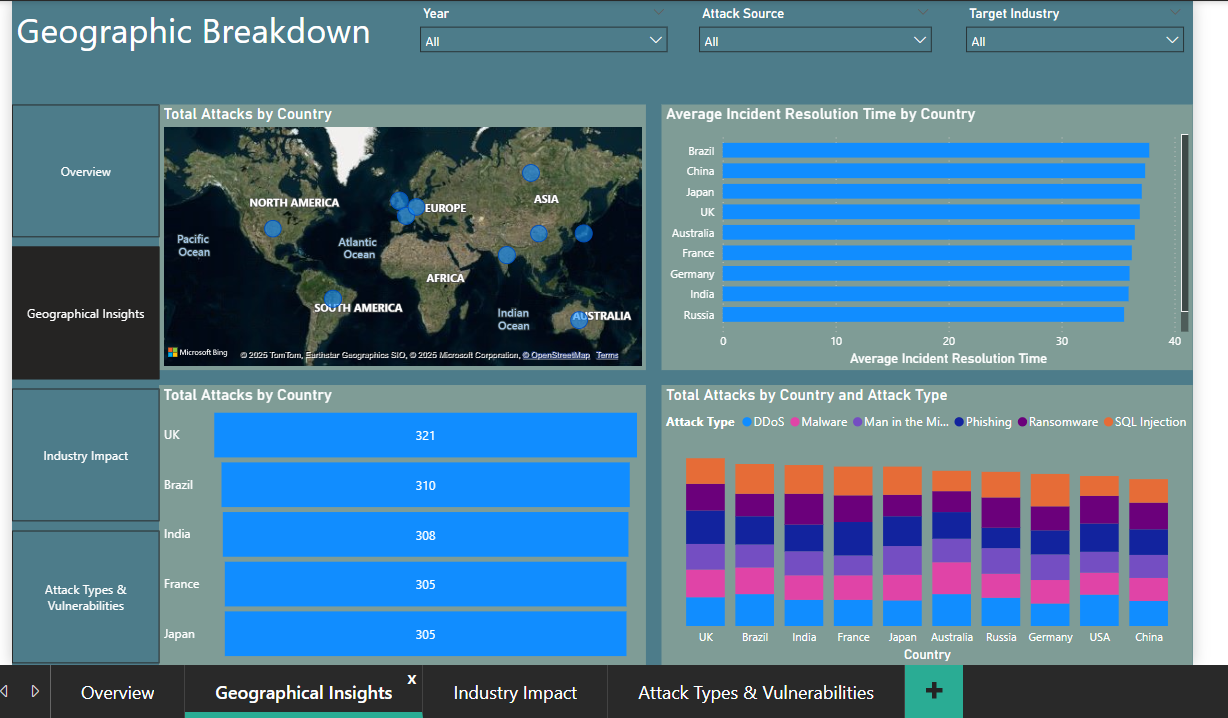 Geographic Breakdown
Year
All
Attack Source
All
Target Industry
All
Overview
Geographical Insights
Industry Impact
Attack Types &
Vulnerabilities
Total Attacks by Country
NORTH AMERICA
EUROPE
ASIA
Pacific
Ocean
Atlantic
Ocean
AFRICA
SOUTH AMERICA
Indian
Ocean
AUSTRALIA
Microsoft Bing
© 2025 TomTom, Earthstar Geographics SIO, © 2025 Microsoft Corporation, © OpenStreetMap Terms
Average Incident Resolution Time by Country
Brazil
China
Japan
UK
Australia
France
Germany
India
Russia
0 10 20 30 40
Average Incident Resolution Time
Total Attacks by Country
UK 321
Brazil 310
India 308
France 305
Japan 305
Total Attacks by Country and Attack Type
Attack Type DDoS Malware Man in the Mi... Phishing Ransomware SQL Injection
UK Brazil India France Japan Australia Russia Germany USA China
Country
Overview
Geographical Insights x
Industry Impact
Attack Types & Vulnerabilities
+